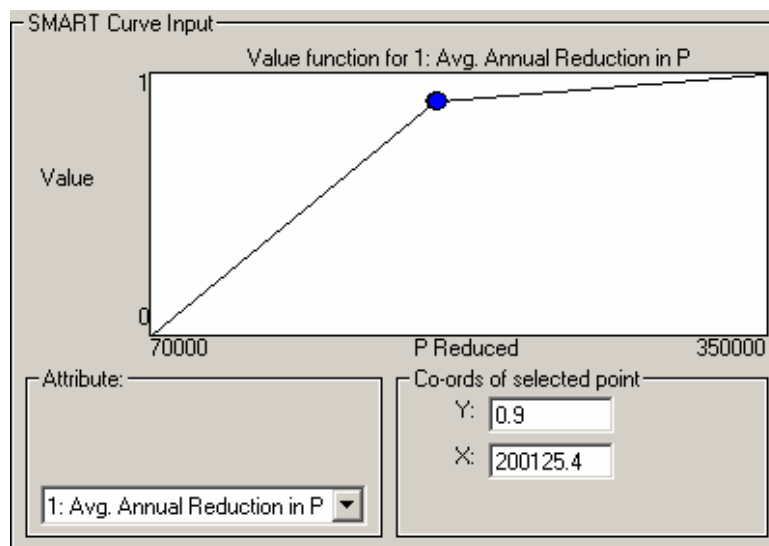 SMART Curve Input
Value function for 1: Avg. Annual Reduction in P
1
Value
0
70000 P Reduced 350000
Attribute:
1: Avg. Annual Reduction in P
Co-ords of selected point
Y: 0.9
X: 200125.4